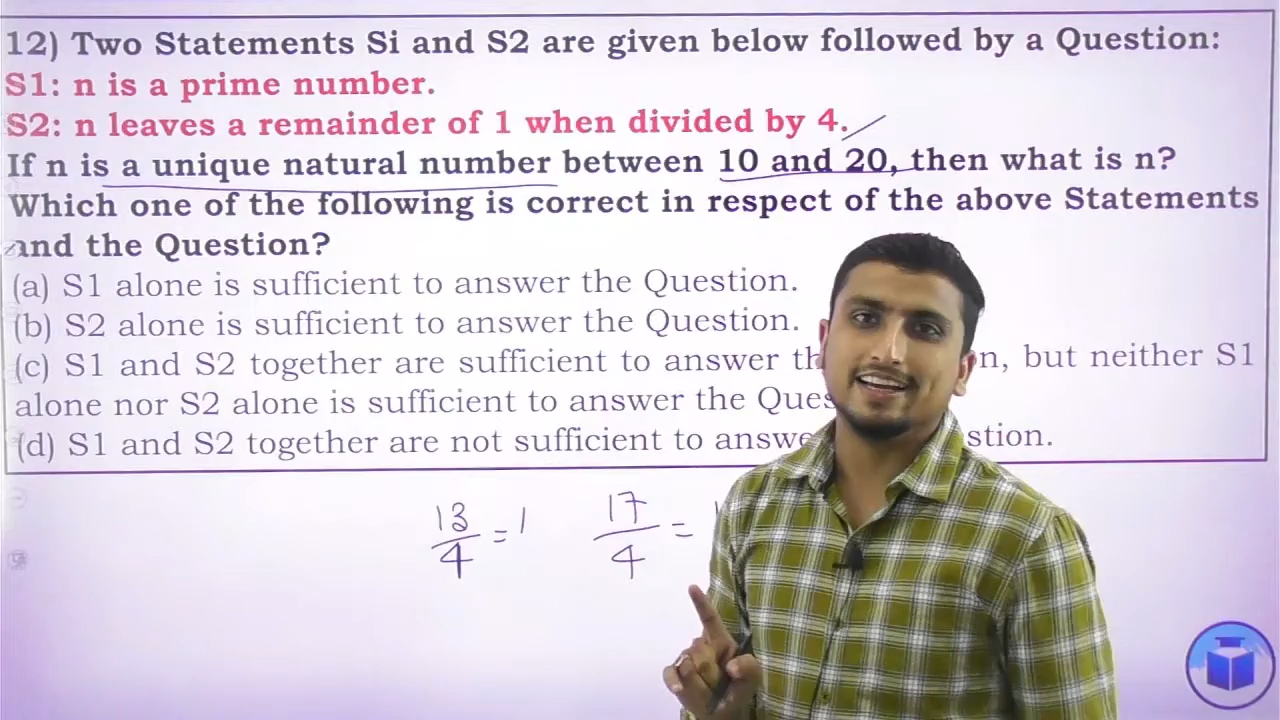 12) Two Statements Si and S2 are given below followed by a Question:
S1: n is a prime number.
S2: n leaves a remainder of 1 when divided by 4.
If n is a unique natural number between 10 and 20, then what is n?
Which one of the following is correct in respect of the above Statements
and the Question?
(a) S1 alone is sufficient to answer the Question.
(b) S2 alone is sufficient to answer the Question.
(c) S1 and S2 together are sufficient to answer n, but neither S1
alone nor S2 alone is sufficient to answer the
(d) S1 and S2 together are not sufficient to stion.
13/4 = 1 17/4 =